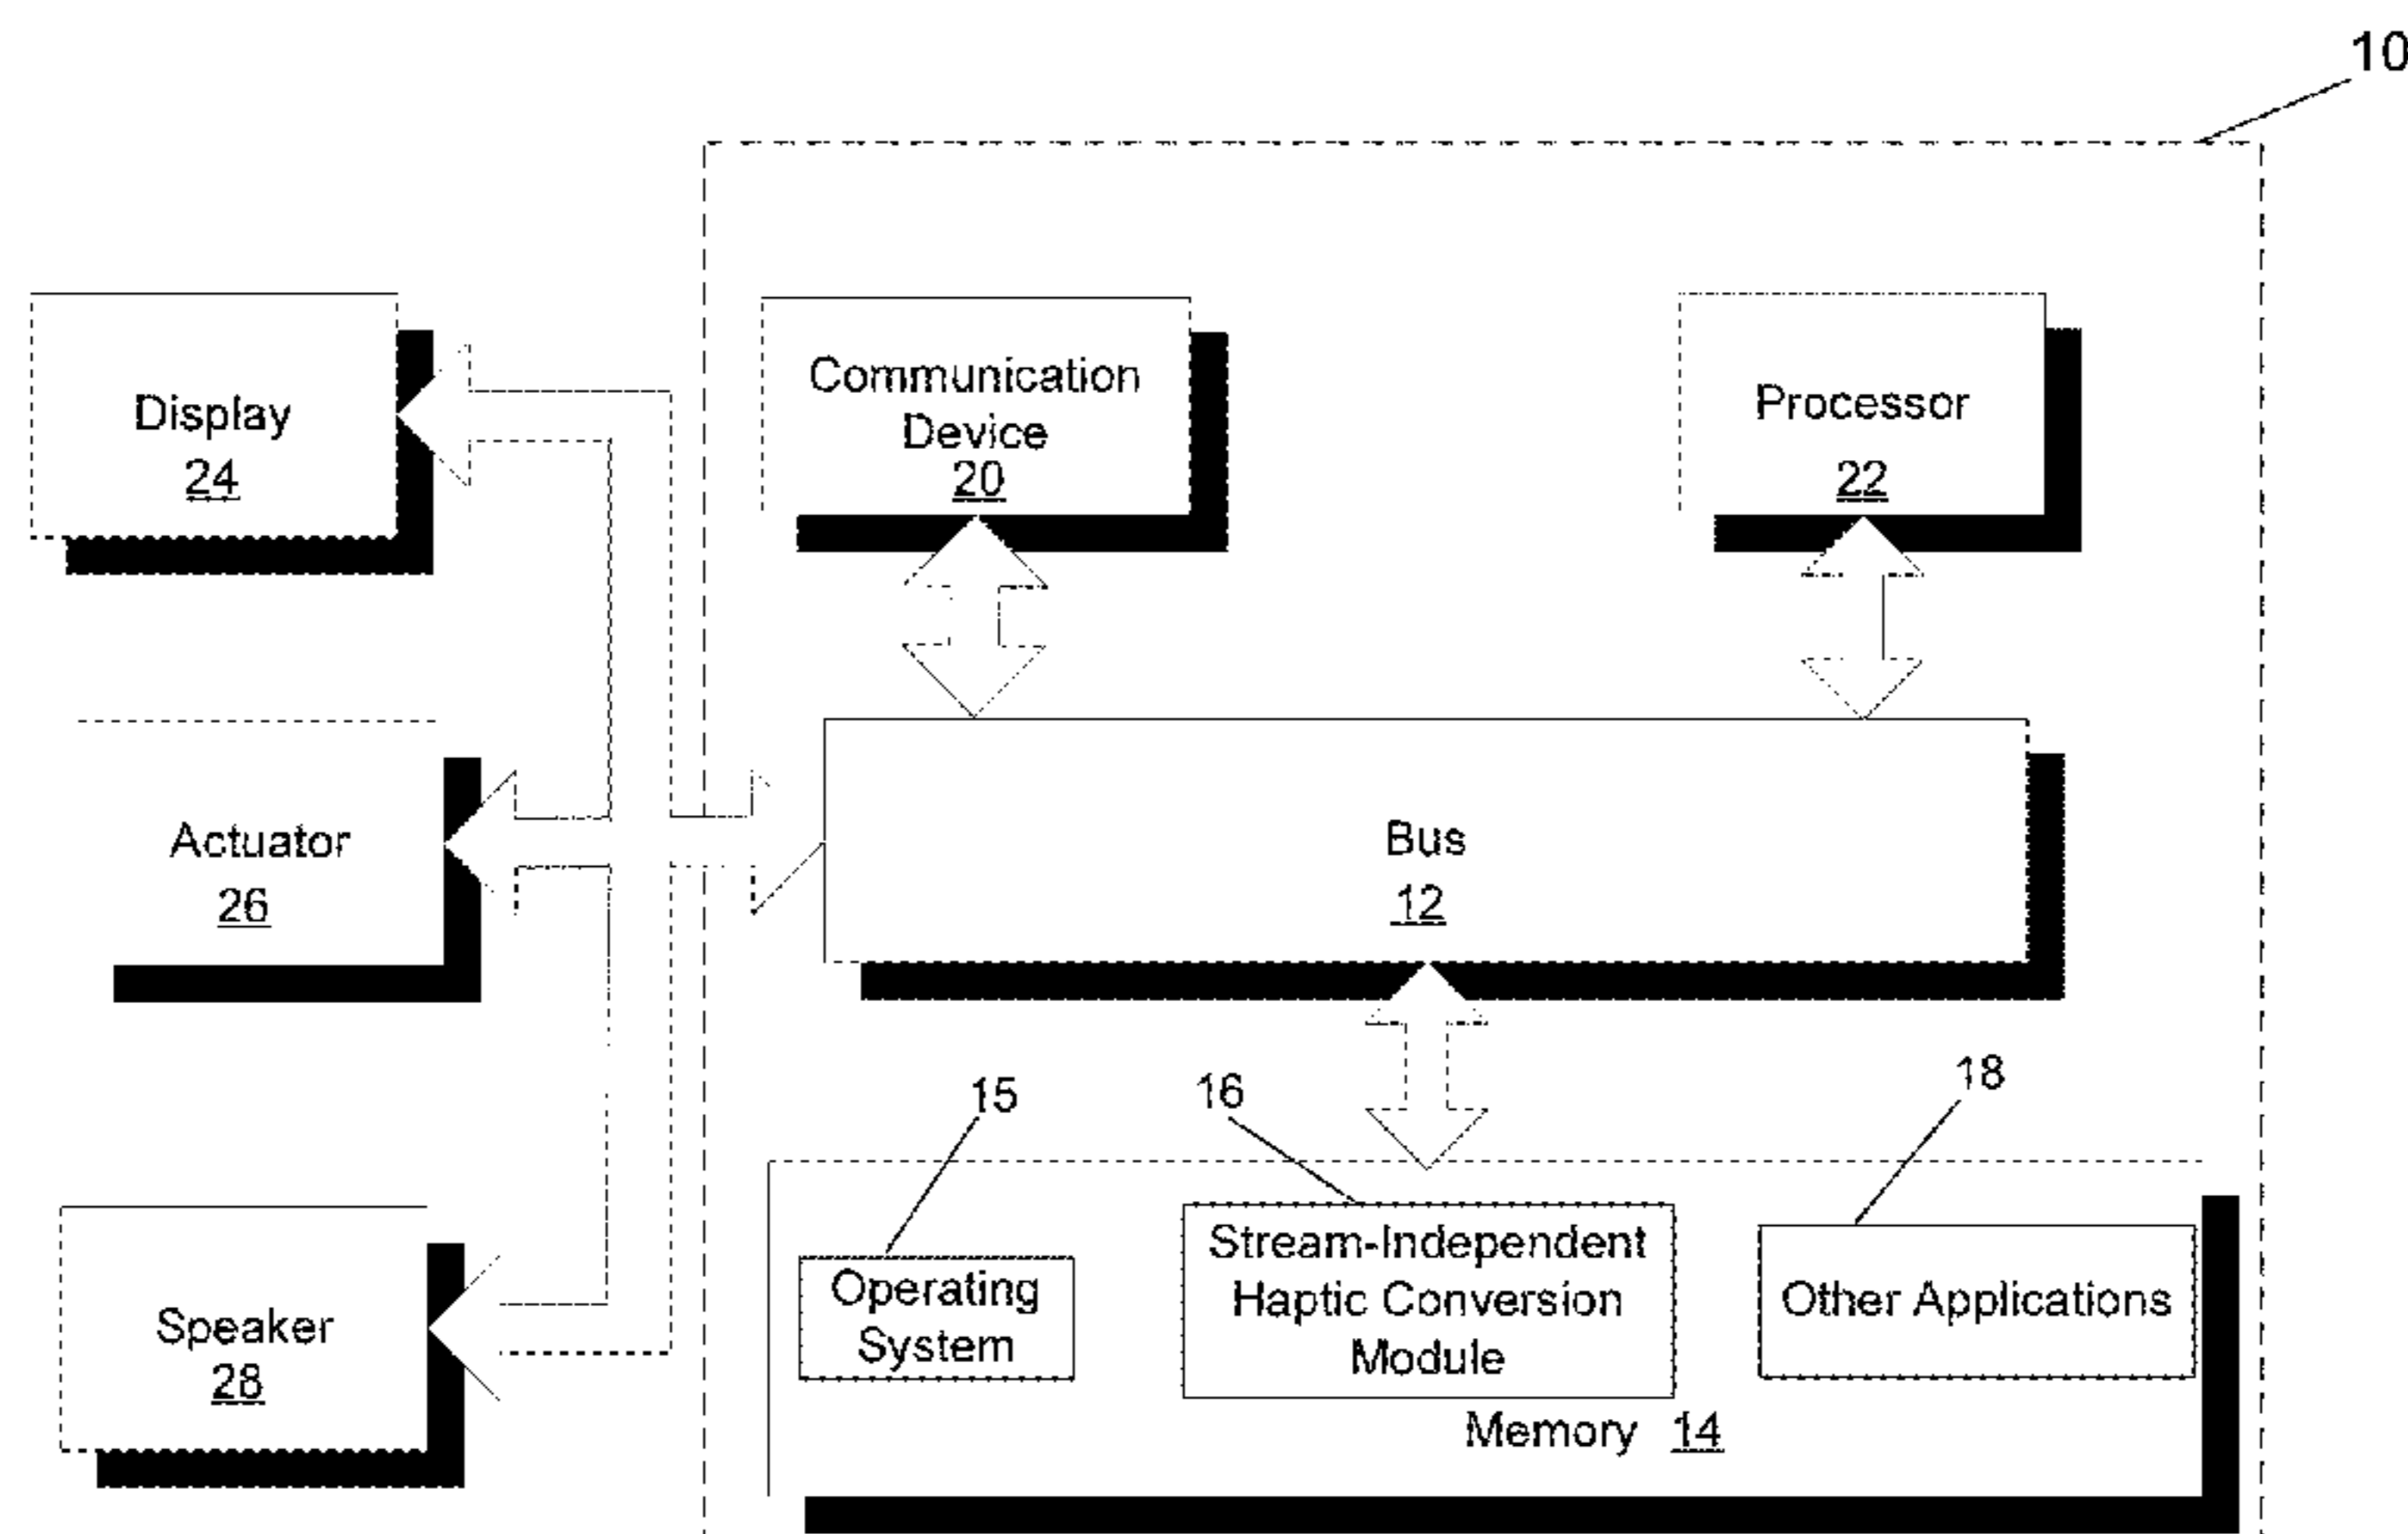 10
Display
24
Communication
Device
20
Processor
22
Actuator
26
Bus
12
15
16
18
Speaker
28
Operating
System
Stream-Independent
Haptic Conversion
Module
Other Applications
Memory 14